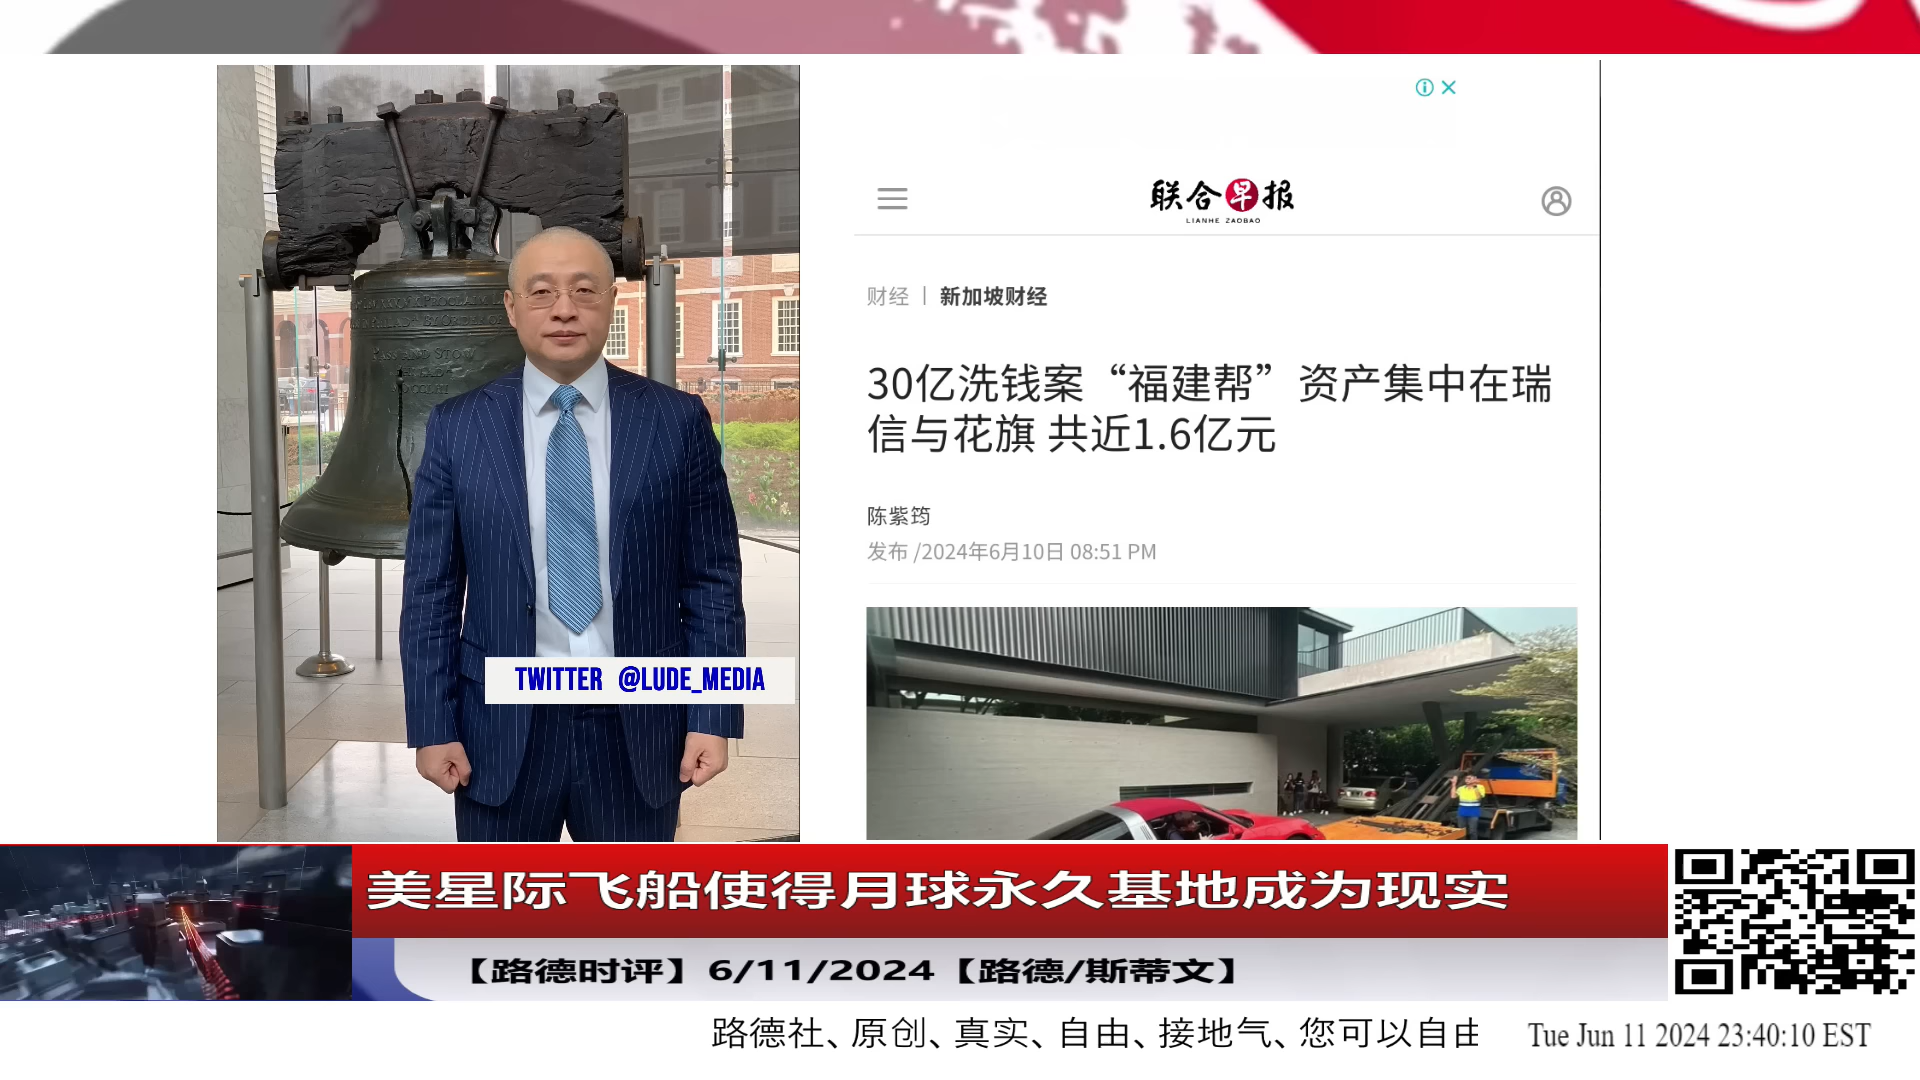 联合早报
LIANHE ZAOBAO
财经 | 新加坡财经
30亿洗钱案“福建帮”资产集中在瑞
信与花旗 共近1.6亿元
陈紫筠
发布 /2024年6月10日 08:51 PM
PASS AND STOW
TWITTER @LUDE_MEDIA
美星际飞船使得月球永久基地成为现实
【路德时评】6/11/2024【路德/斯蒂文】
路德社、原创、真实、自由、接地气、您可以自由
Tue Jun 11 2024 23:40:10 EST